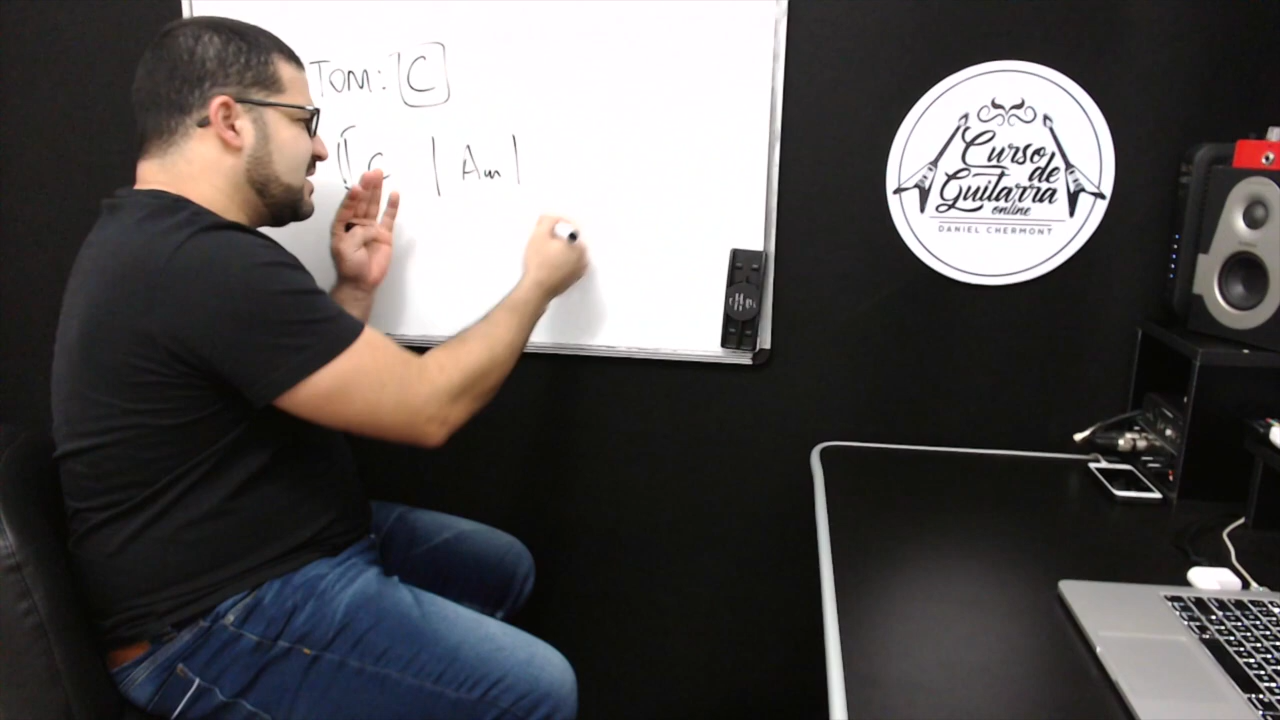 TOM: C
C | Am |
Curso
de
Guitarra
online
DANIEL CHERMONT